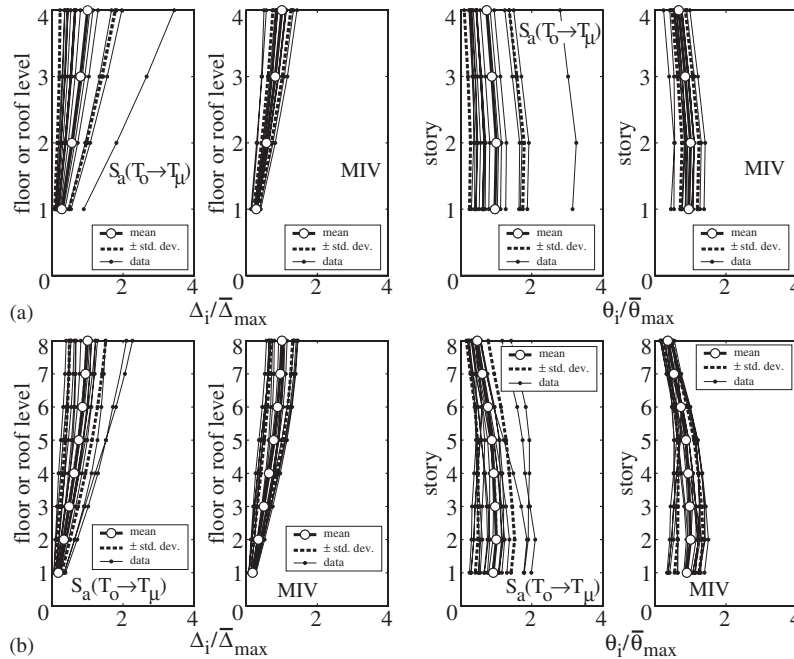 floor or roof level
4
3
2
1
0
S_a(T_o→T_μ)
mean
± std. dev.
data
0 2 4
Δ_i/Δ̅_max
floor or roof level
4
3
2
1
0
MIV
mean
± std. dev.
data
0 2 4
story
4
3
2
1
0
S_a(T_o→T_μ)
mean
± std. dev.
data
0 2 4
θ_i/θ̅_max
story
4
3
2
1
0
MIV
mean
± std. dev.
data
0 2 4
(a)
floor or roof level
8
7
6
5
4
3
2
1
0
mean
± std. dev.
data
S_a(T_o→T_μ)
0 2 4
Δ_i/Δ̅_max
floor or roof level
8
7
6
5
4
3
2
1
0
mean
± std. dev.
data
MIV
0 2 4
story
8
7
6
5
4
3
2
1
0
mean
± std. dev.
data
S_a(T_o→T_μ)
0 2 4
θ_i/θ̅_max
story
8
7
6
5
4
3
2
1
0
mean
± std. dev.
data
MIV
0 2 4
(b)